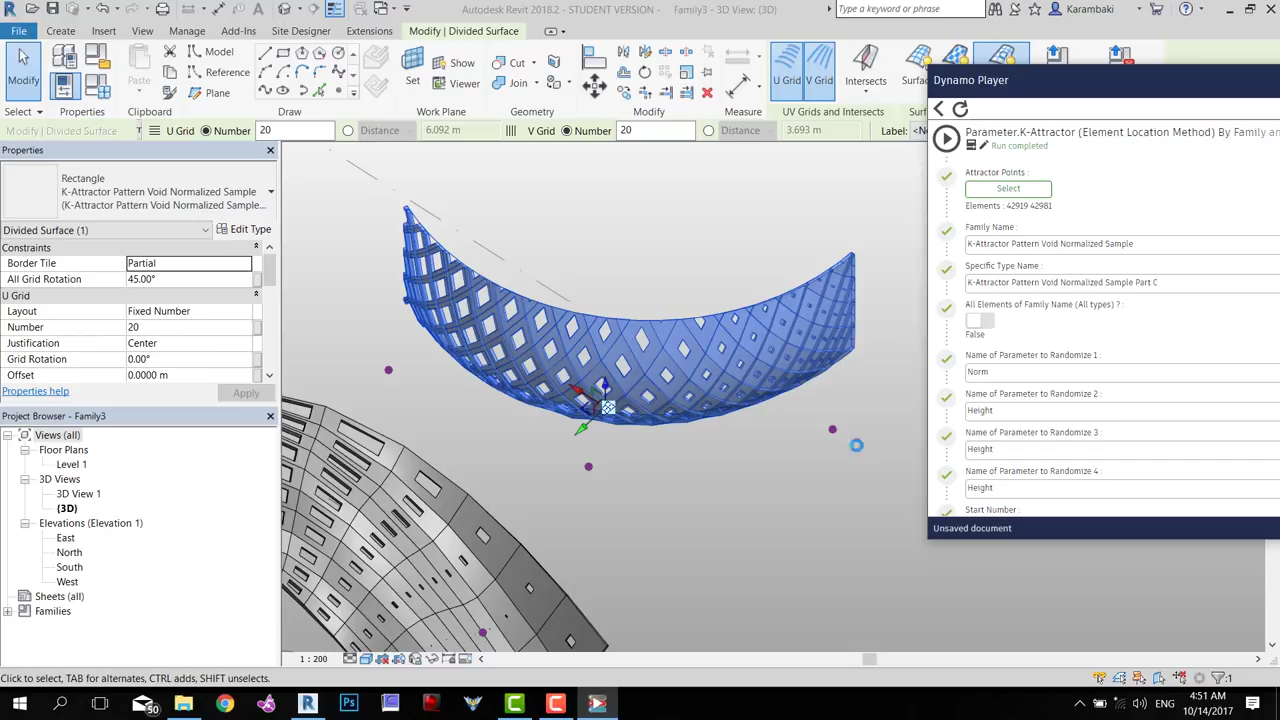 Autodesk Revit 2018.2 - STUDENT VERSION - Family3 - 3D View: {3D}
Type a keyword or phrase
Karambaki
File
Create
Insert
View
Manage
Add-Ins
Massing & Site
Site Designer
Extensions
Modify | Divided Surface
Modify
Select
Properties
Paste
Clipboard
Model
Reference
Plane
Draw
Set
Show
Viewer
Work Plane
Cut
Join
Geometry
Modify
Measure
U Grid
V Grid
Intersects
UV Grids and Intersects
Modify | Divided Surface
U Grid
Number
20
Distance
6.092 m
V Grid
Number
20
Distance
3.693 m
Label:
Properties
Rectangle
K-Attractor Pattern Void Normalized Sample
(K-Attractor Pattern Void Normalized Sample...
Divided Surface (1)
Edit Type
Constraints
Border Tile
Partial
All Grid Rotation
45.00°
U Grid
Layout
Fixed Number
Number
20
Justification
Center
Grid Rotation
0.00°
Offset
0.0000 m
Properties help
Apply
Project Browser - Family3
Views (all)
Floor Plans
Level 1
3D Views
3D View 1
{3D}
Elevations (Elevation 1)
East
North
South
West
Sheets (all)
Families
Dynamo Player
Parameter.K-Attractor (Element Location Method) By Family an
Run completed
Attractor Points :
Select
Elements : 42919 42981
Family Name :
K-Attractor Pattern Void Normalized Sample
Specific Type Name :
K-Attractor Pattern Void Normalized Sample Part C
All Elements of Family Name (All types) ? :
False
Name of Parameter to Randomize 1 :
Norm
Name of Parameter to Randomize 2 :
Height
Name of Parameter to Randomize 3 :
Height
Name of Parameter to Randomize 4 :
Height
Start Number :
Unsaved document
1 : 200
Click to select, TAB for alternates, CTRL adds, SHIFT unselects.
:1
50
Ps
ENG
4:51 AM
10/14/2017